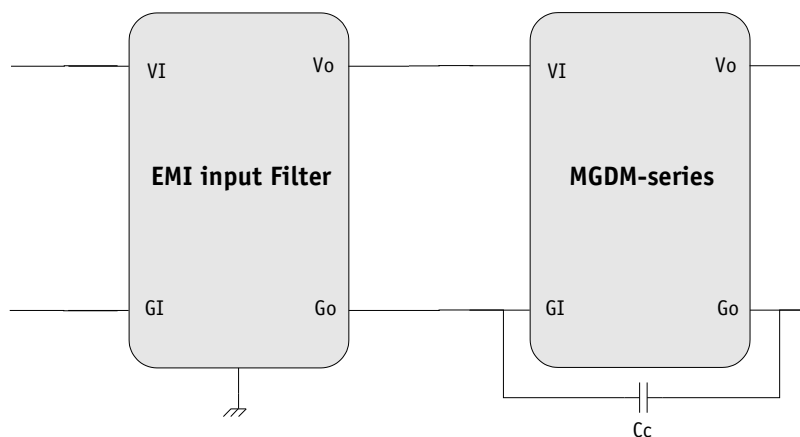 VI
Vo
VI
Vo
EMI input Filter
MGDM-series
GI
Go
GI
Go
Cc